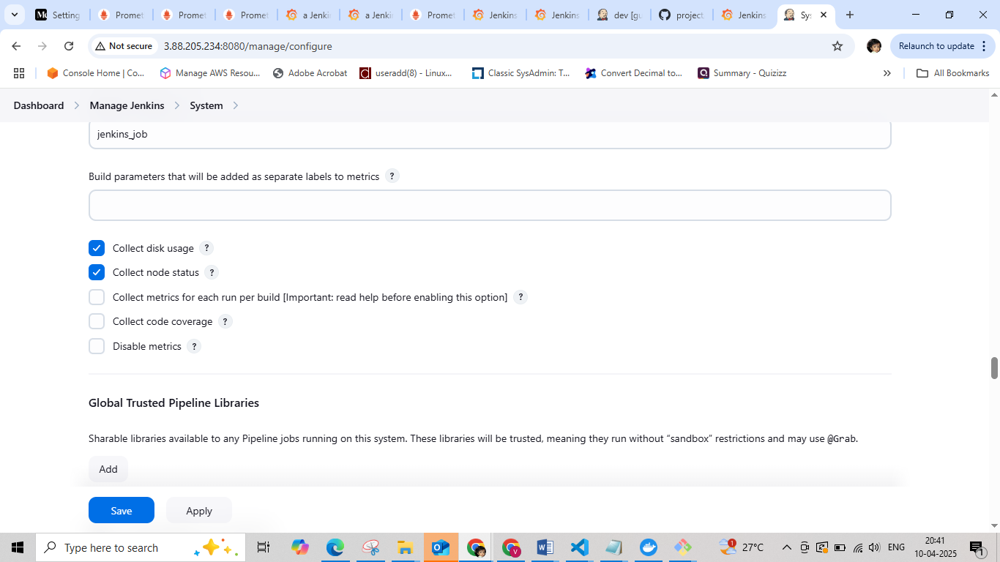 Setting
Promet
Promet
Promet
a Jenki
a Jenki
Promet
Jenkins
Jenkins
dev [gu
project
Jenkins
Sys
Not secure
3.88.205.234:8080/manage/configure
Relaunch to update
Console Home | Co...
Manage AWS Resou...
Adobe Acrobat
useradd(8) - Linux...
Classic SysAdmin: T...
Convert Decimal to...
Summary - Quizizz
All Bookmarks
Dashboard
Manage Jenkins
System
jenkins_job
Build parameters that will be added as separate labels to metrics ?
Collect disk usage ?
Collect node status ?
Collect metrics for each run per build [Important: read help before enabling this option] ?
Collect code coverage ?
Disable metrics ?
Global Trusted Pipeline Libraries
Sharable libraries available to any Pipeline jobs running on this system. These libraries will be trusted, meaning they run without “sandbox” restrictions and may use @Grab.
Add
Save
Apply
Type here to search
1
27°C
ENG
20:41
10-04-2025
1